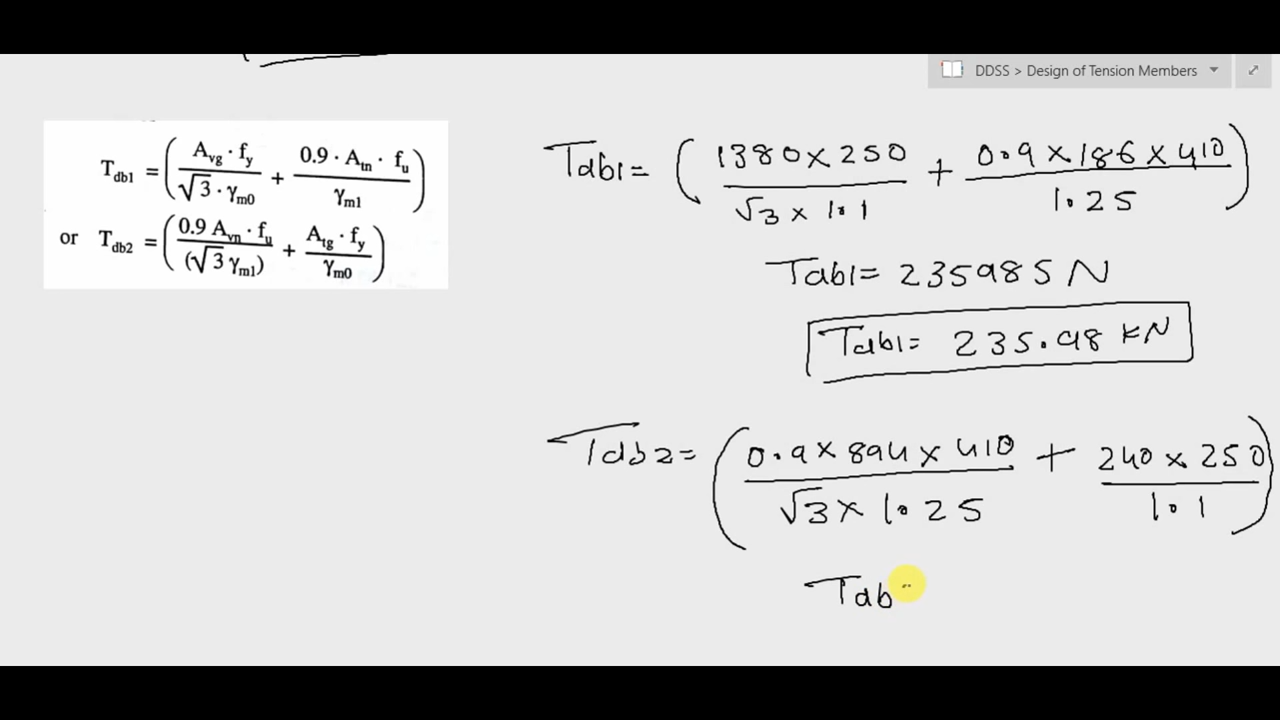 DDSS > Design of Tension Members
T_db1 = (A_vg · f_y / √3 · γ_m0 + 0.9 · A_tn · f_u / γ_m1)
or T_db2 = (0.9 A_vn · f_u / (√3 γ_m1) + A_tg · f_y / γ_m0)
Tdb1 = (1380 x 250 / √3 x 1.1 + 0.9 x 186 x 410 / 1.25)
Tdb1 = 235985 N
Tdb1 = 235.98 KN
Tdb2 = (0.9 x 894 x 410 / √3 x 1.25 + 240 x 250 / 1.1)
Tdb